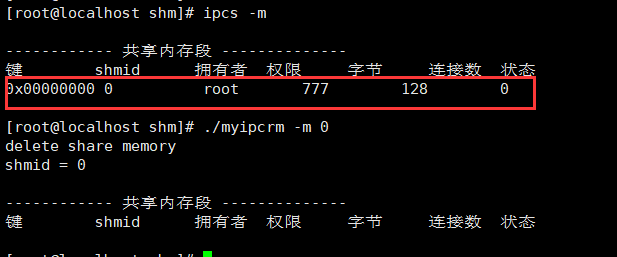 [root@localhost shm]# ipcs -m
------------ 共享内存段 --------------
键 shmid 拥有者 权限 字节 连接数 状态
0x00000000 0 root 777 128 0
[root@localhost shm]# ./myipcrm -m 0
delete share memory
shmid = 0
------------ 共享内存段 --------------
键 shmid 拥有者 权限 字节 连接数 状态
[root@localhost shm]#